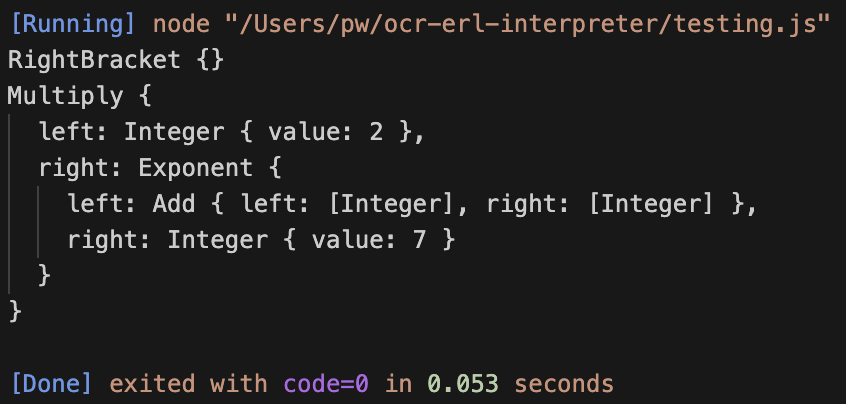 [Running] node "/Users/pw/ocr-erl-interpreter/testing.js"
RightBracket {}
Multiply {
  left: Integer { value: 2 },
  right: Exponent {
    left: Add { left: [Integer], right: [Integer] },
    right: Integer { value: 7 }
  }
}

[Done] exited with code=0 in 0.053 seconds